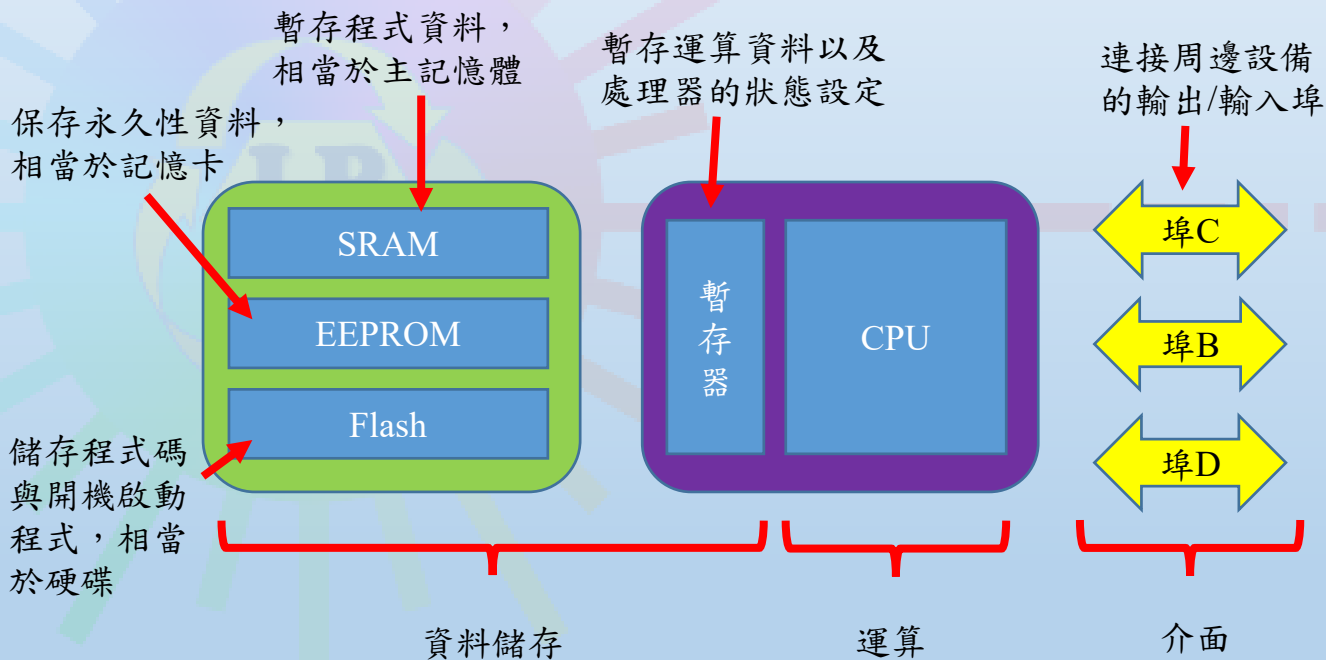 暫存程式資料，
相當於主記憶體
暫存運算資料以及
處理器的狀態設定
連接周邊設備
的輸出/輸入埠
保存永久性資料，
相當於記憶卡
SRAM
EEPROM
Flash
暫
存
器
CPU
埠C
埠B
埠D
儲存程式碼
與開機啟動
程式，相當
於硬碟
資料儲存
運算
介面